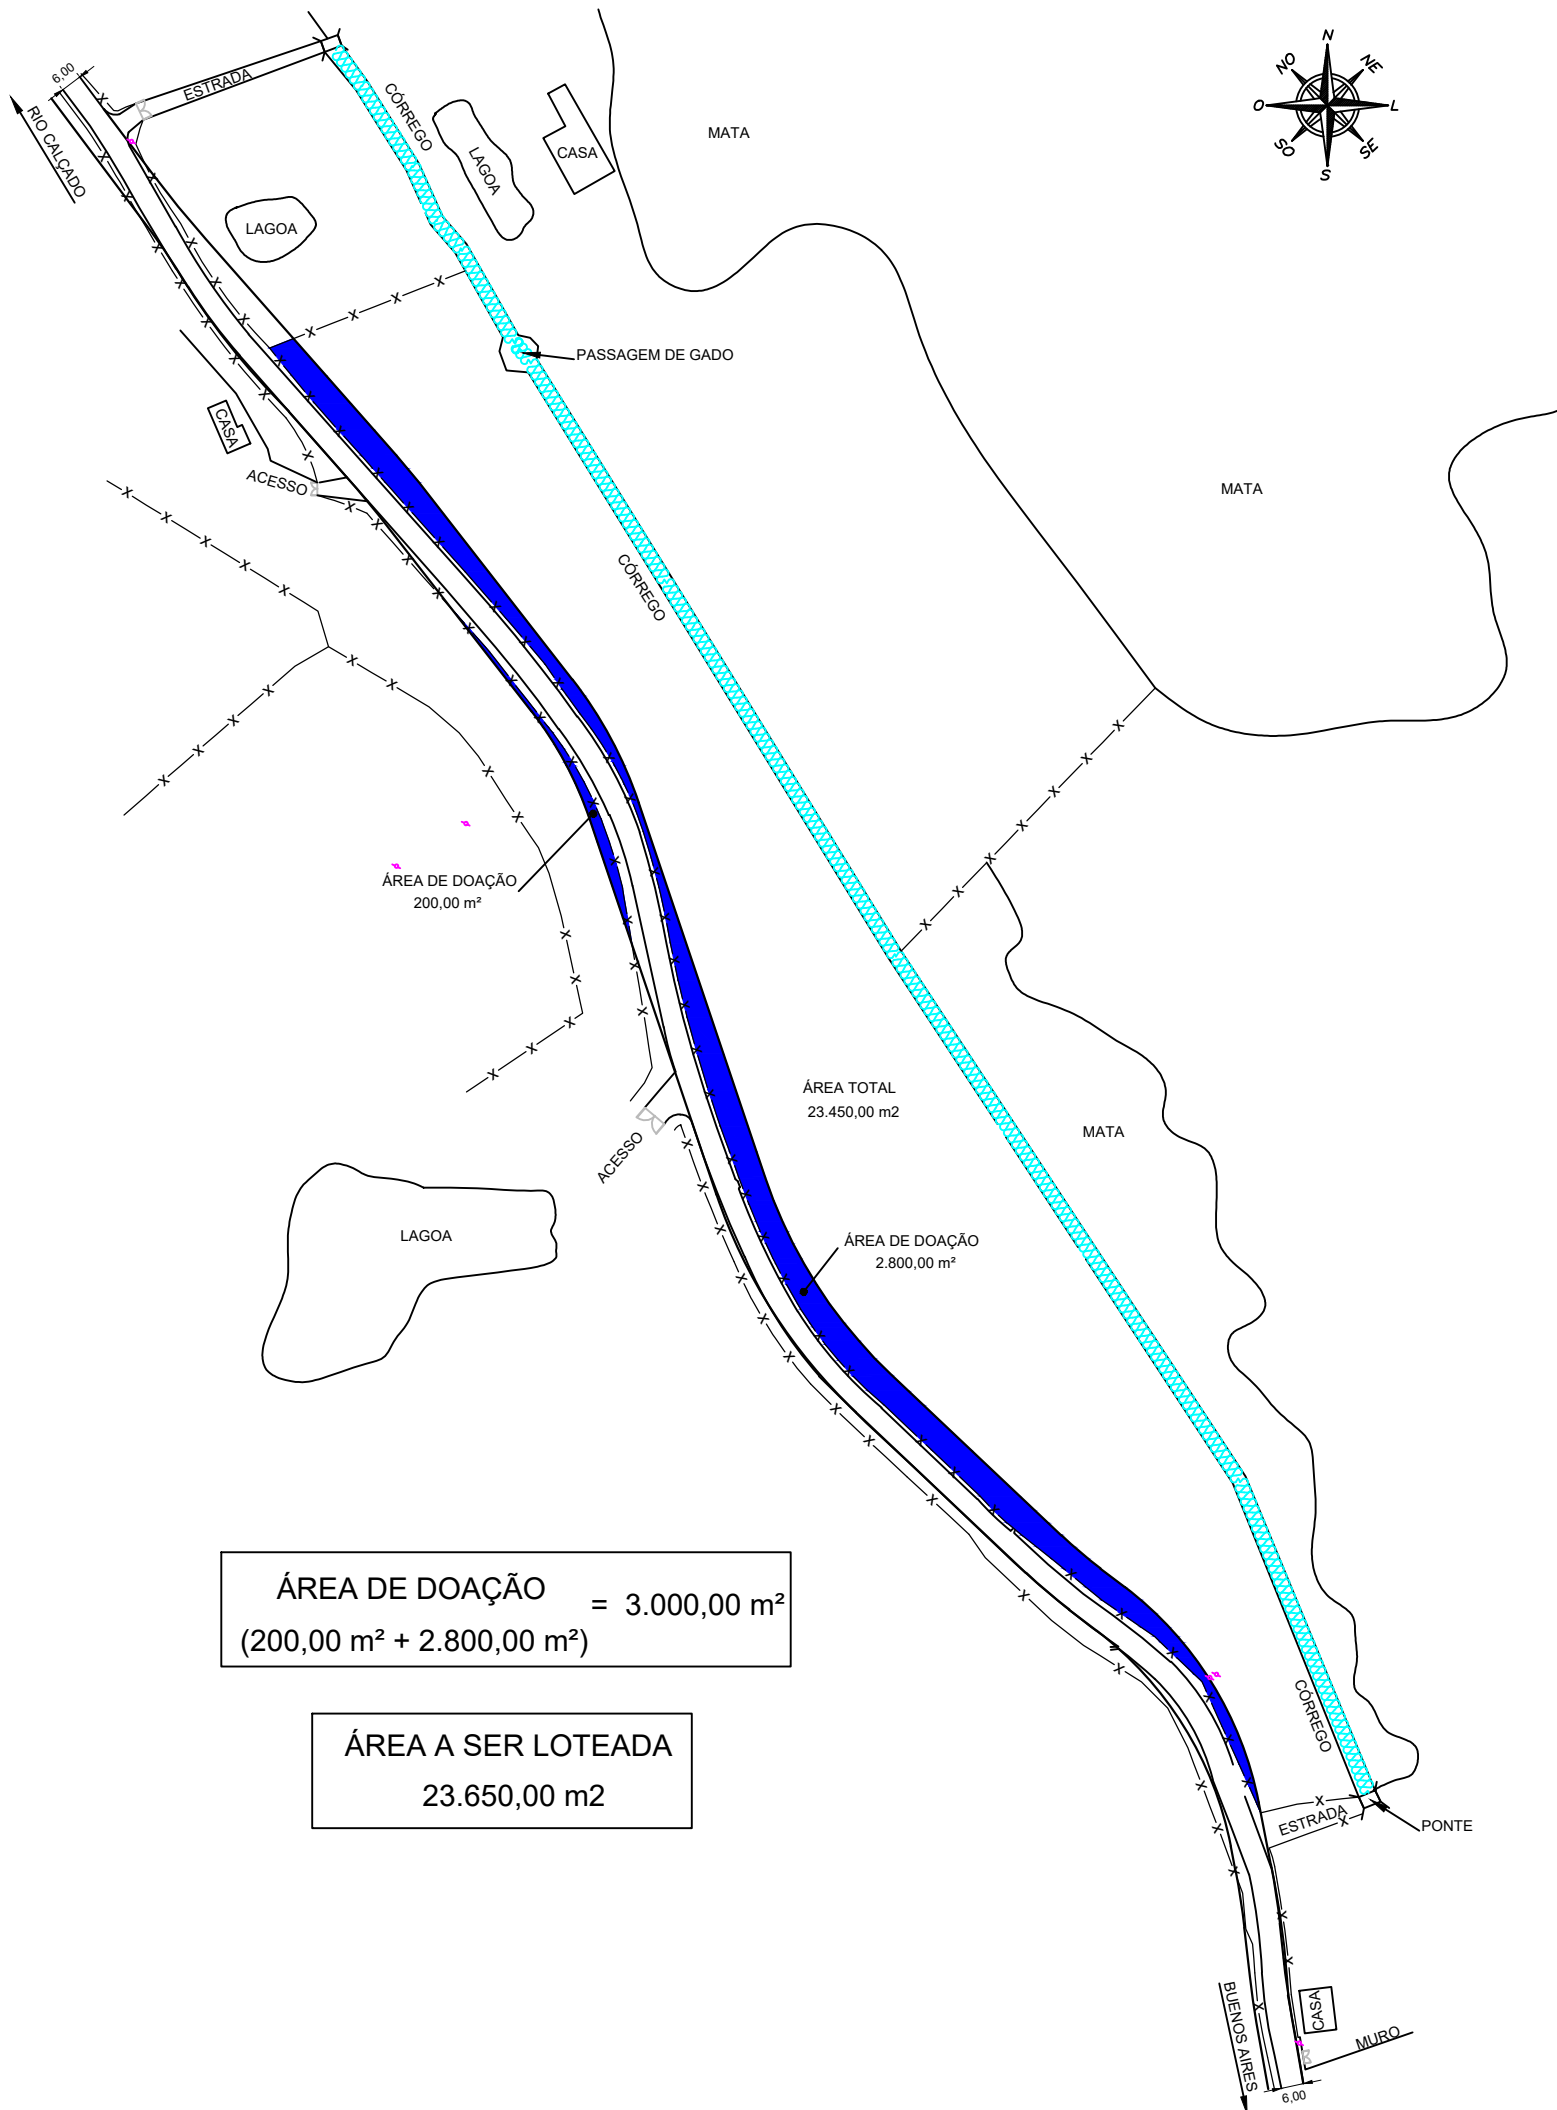 N
NO
NE
O
L
SO
SE
S
6,00
ESTRADA
RIO CALÇADO
CÓRREGO
LAGOA
CASA
MATA
LAGOA
PASSAGEM DE GADO
CASA
ACESSO
MATA
CÓRREGO
ÁREA DE DOAÇÃO
200,00 m²
ÁREA TOTAL
23.450,00 m2
MATA
ACESSO
LAGOA
ÁREA DE DOAÇÃO
2.800,00 m²
ÁREA DE DOAÇÃO
= 3.000,00 m²
(200,00 m² + 2.800,00 m²)
ÁREA A SER LOTEADA
23.650,00 m2
CÓRREGO
ESTRADA
PONTE
BUENOS AIRES
CASA
MURO
6,00